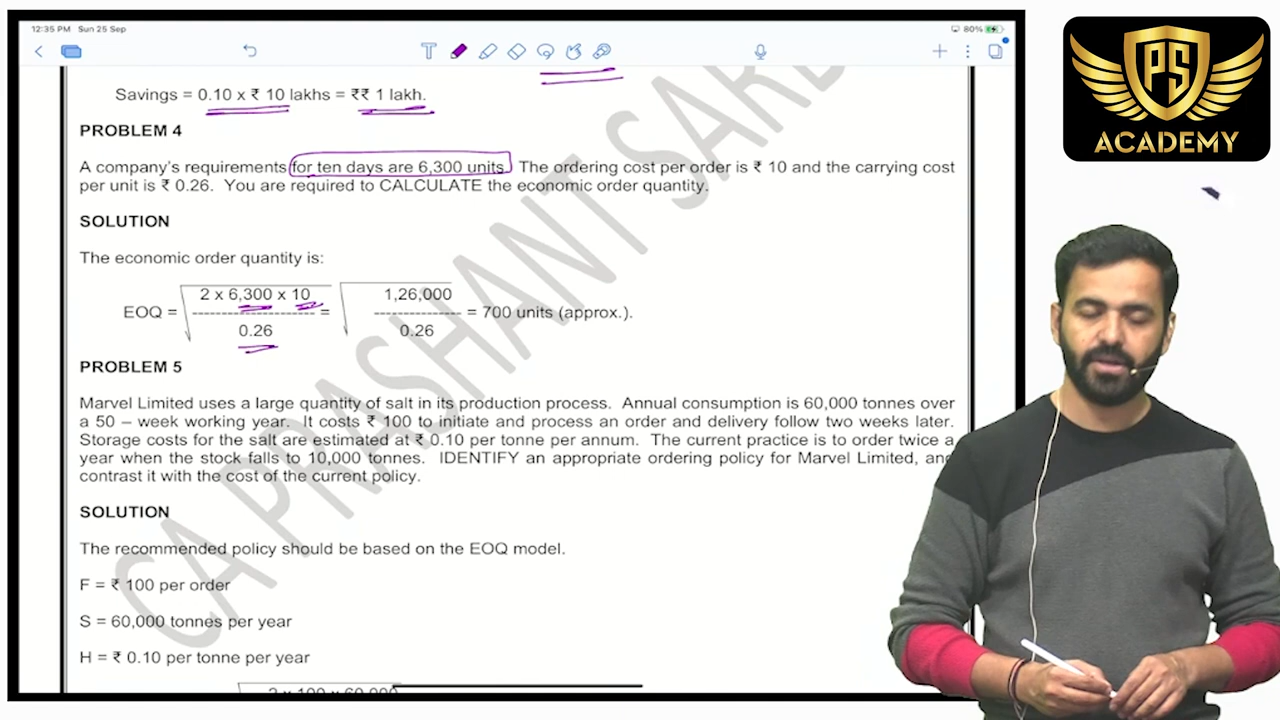 12:35 PM Sun 25 Sep
80%
Savings = 0.10 x ₹ 10 lakhs = ₹₹ 1 lakh.
PROBLEM 4
A company's requirements for ten days are 6,300 units. The ordering cost per order is ₹ 10 and the carrying cost
per unit is ₹ 0.26. You are required to CALCULATE the economic order quantity.
SOLUTION
The economic order quantity is:
2 x 6,300 x 10 1,26,000
EOQ = ---------------------- = ---------------- = 700 units (approx.).
0.26 0.26
PROBLEM 5
Marvel Limited uses a large quantity of salt in its production process. Annual consumption is 60,000 tonnes over
a 50 – week working year. It costs ₹ 100 to initiate and process an order and delivery follow two weeks later.
Storage costs for the salt are estimated at ₹ 0.10 per tonne per annum. The current practice is to order twice a
year when the stock falls to 10,000 tonnes. IDENTIFY an appropriate ordering policy for Marvel Limited, and
contrast it with the cost of the current policy.
SOLUTION
The recommended policy should be based on the EOQ model.
F = ₹ 100 per order
S = 60,000 tonnes per year
H = ₹ 0.10 per tonne per year
2 x 100 x 60,000
CA PRASHANT SARD
PS
ACADEMY